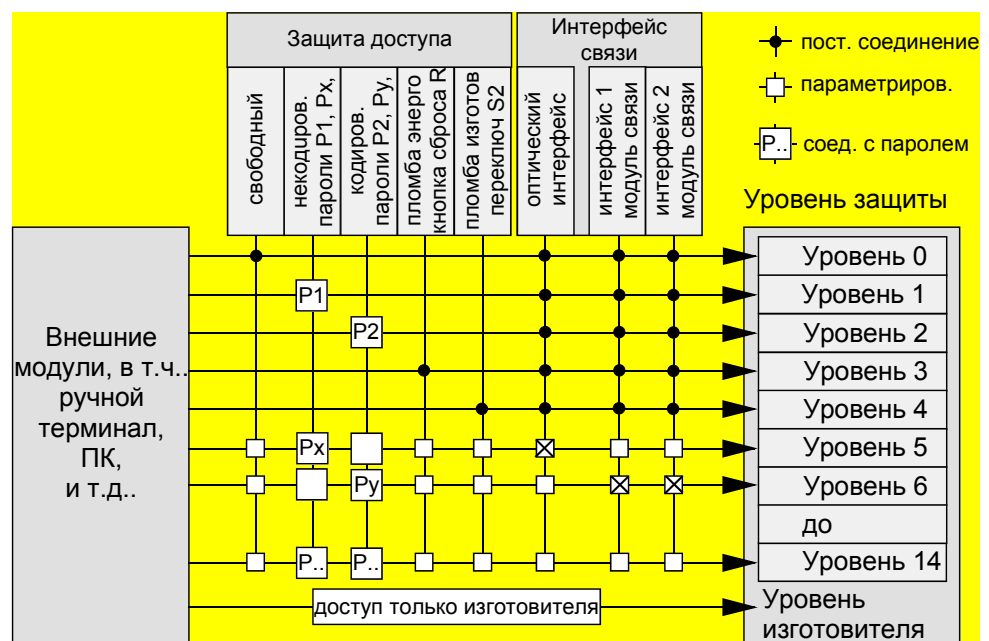 Защита доступа
Интерфейс
связи
свободный
некодиров.
пароли P1, Px,
кодиров.
пароли P2, Py,
пломба энерго
кнопка сброса R
пломба изготов
переключ S2
оптический
интерфейс
интерфейс 1
модуль связи
интерфейс 2
модуль связи
пост. соединение
параметриров.
P..
соед. с паролем
Уровень защиты
Внешние
модули, в т.ч..
ручной
терминал,
ПК,
и т.д..
Уровень 0
P1
Уровень 1
P2
Уровень 2
Уровень 3
Уровень 4
Px
Уровень 5
Py
Уровень 6
до
P..
P..
Уровень 14
доступ только изготовителя
Уровень
изготовителя